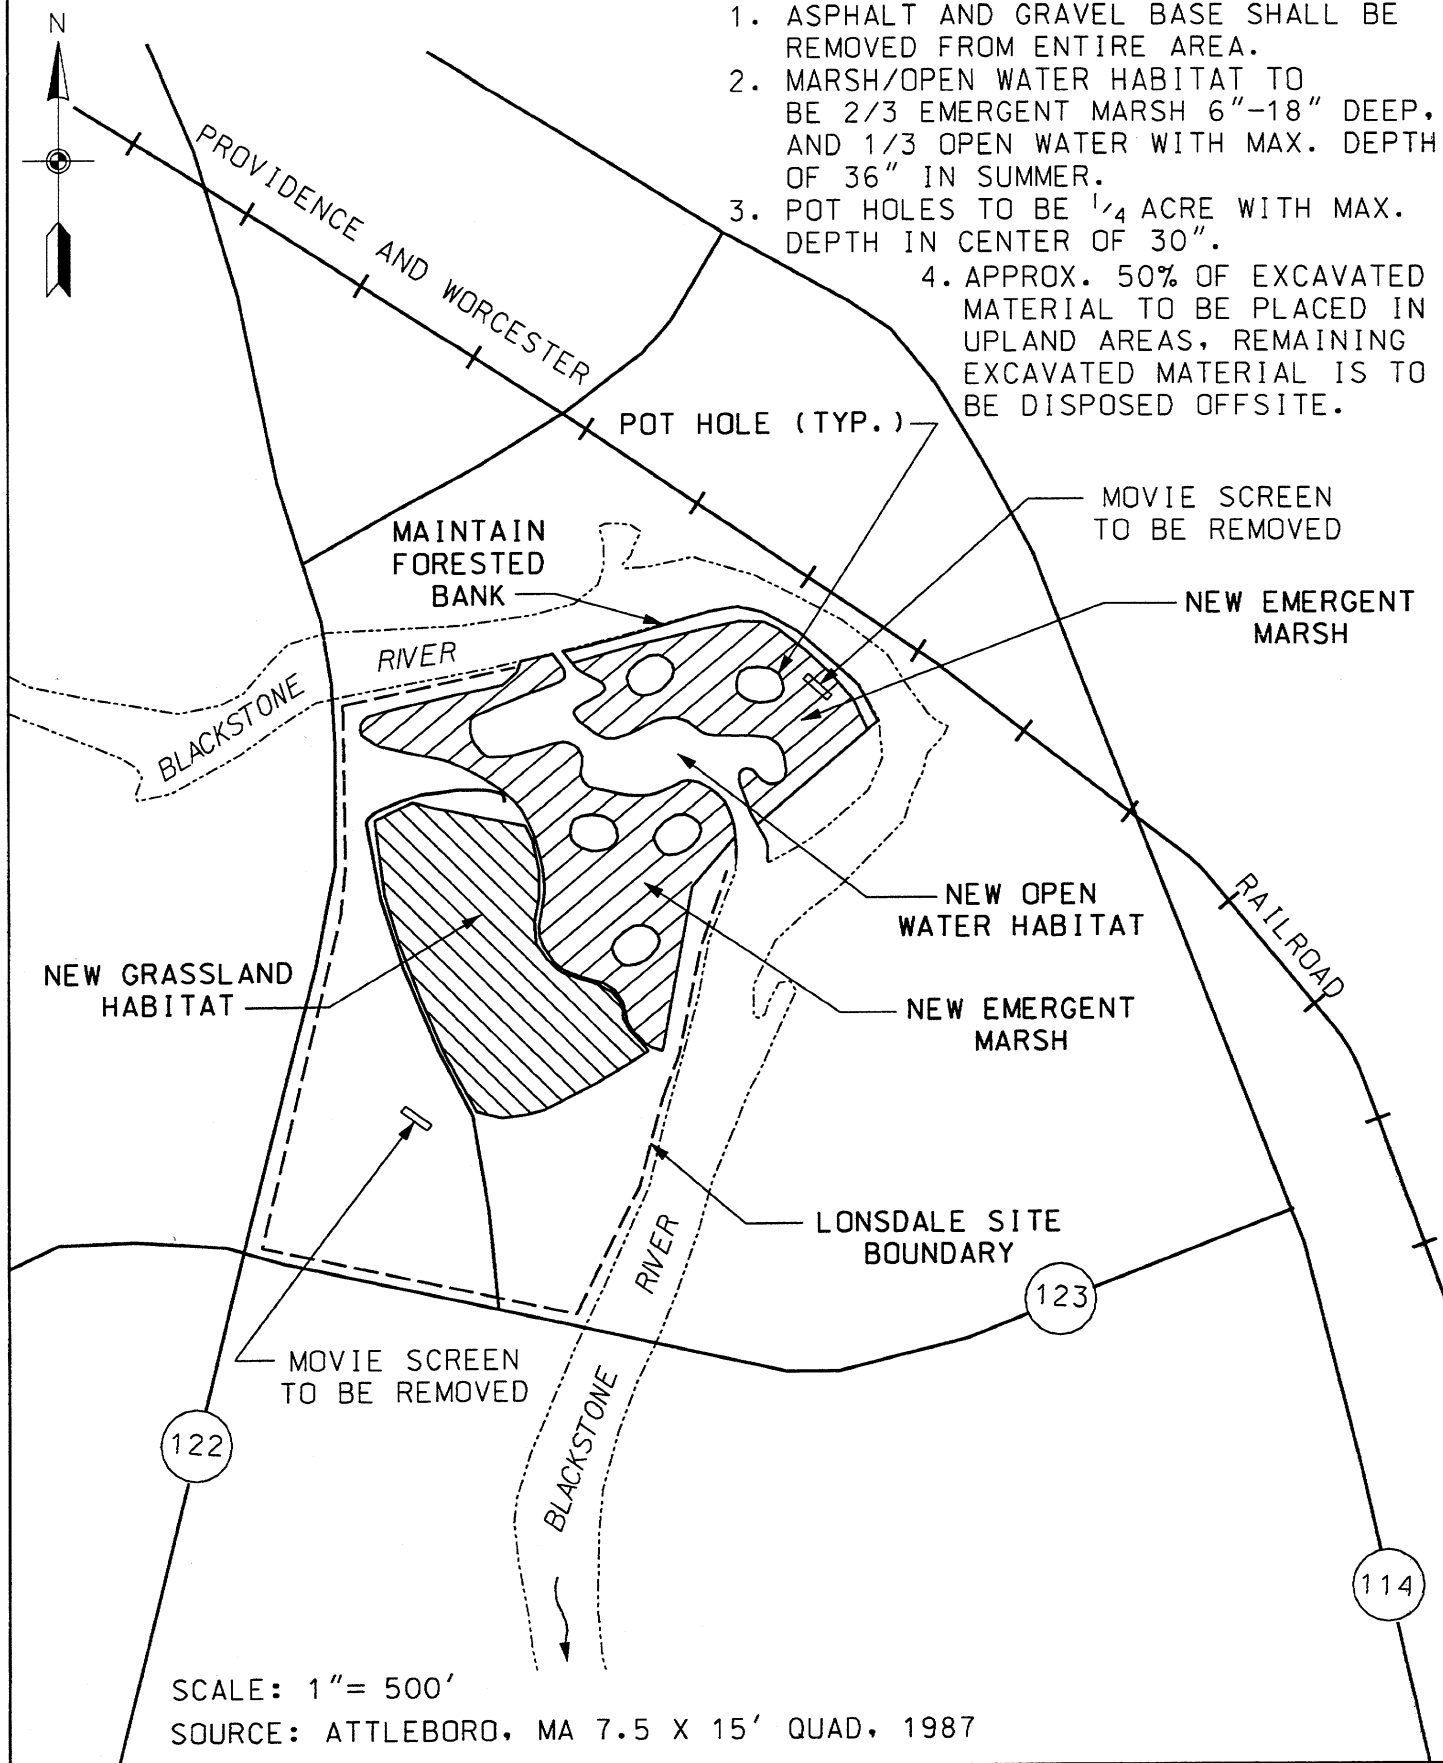 1. ASPHALT AND GRAVEL BASE SHALL BE
REMOVED FROM ENTIRE AREA.
2. MARSH/OPEN WATER HABITAT TO
BE 2/3 EMERGENT MARSH 6"-18" DEEP,
AND 1/3 OPEN WATER WITH MAX. DEPTH
OF 36" IN SUMMER.
3. POT HOLES TO BE 1/4 ACRE WITH MAX.
DEPTH IN CENTER OF 30".
4. APPROX. 50% OF EXCAVATED
MATERIAL TO BE PLACED IN
UPLAND AREAS, REMAINING
EXCAVATED MATERIAL IS TO
BE DISPOSED OFFSITE.
N
PROVIDENCE AND WORCESTER
POT HOLE (TYP.)
MOVIE SCREEN
TO BE REMOVED
MAINTAIN
FORESTED
BANK
NEW EMERGENT
MARSH
BLACKSTONE RIVER
NEW OPEN
WATER HABITAT
RAILROAD
NEW GRASSLAND
HABITAT
NEW EMERGENT
MARSH
LONSDALE SITE
BOUNDARY
BLACKSTONE RIVER
123
MOVIE SCREEN
TO BE REMOVED
122
114
SCALE: 1"= 500'
SOURCE: ATTLEBORO, MA 7.5 X 15' QUAD, 1987